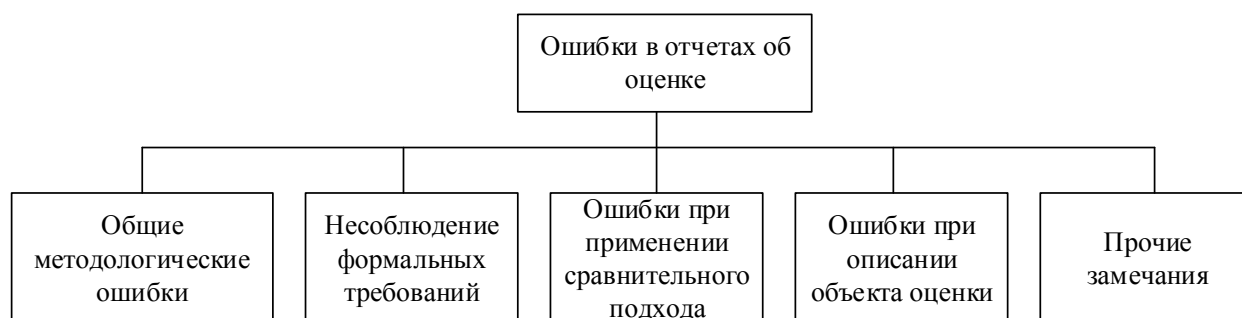 Ошибки в отчетах об
оценке
Общие
методологические
ошибки
Несоблюдение
формальных
требований
Ошибки при
применении
сравнительного
подхода
Ошибки при
описании
объекта оценки
Прочие
замечания